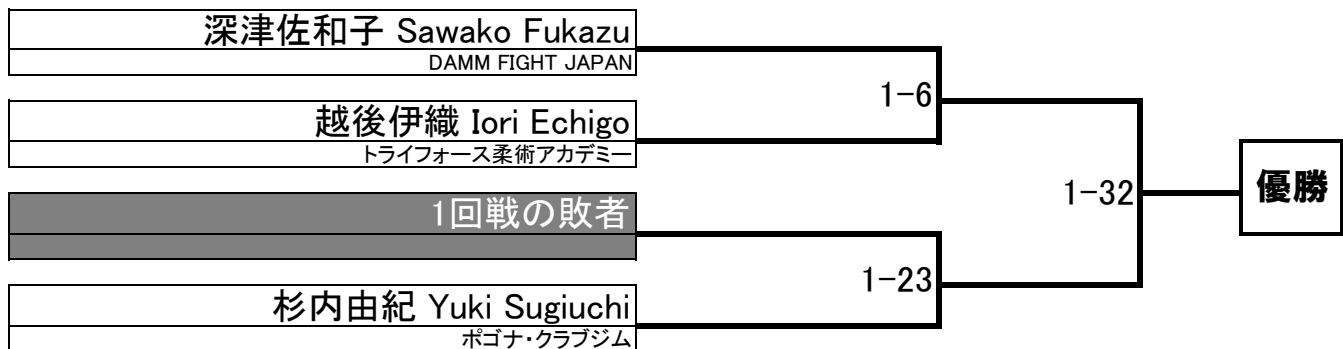 深津佐和子 Sawako Fukazu
DAMM FIGHT JAPAN
1-6
越後伊織 Iori Echigo
トライフォース柔術アカデミー
1-32
優勝
1回戦の敗者
1-23
杉内由紀 Yuki Sugiuchi
ポゴナ・クラブジム